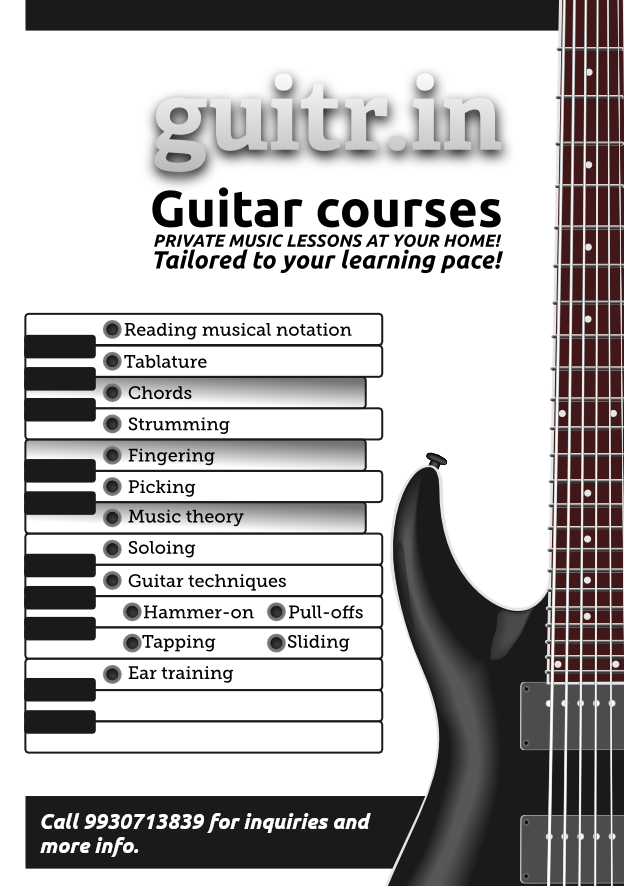 guitr.in
Guitar courses
PRIVATE MUSIC LESSONS AT YOUR HOME!
Tailored to your learning pace!
Reading musical notation
Tablature
Chords
Strumming
Fingering
Picking
Music theory
Soloing
Guitar techniques
Hammer-on Pull-offs
Tapping Sliding
Ear training
Call 9930713839 for inquiries and
more info.